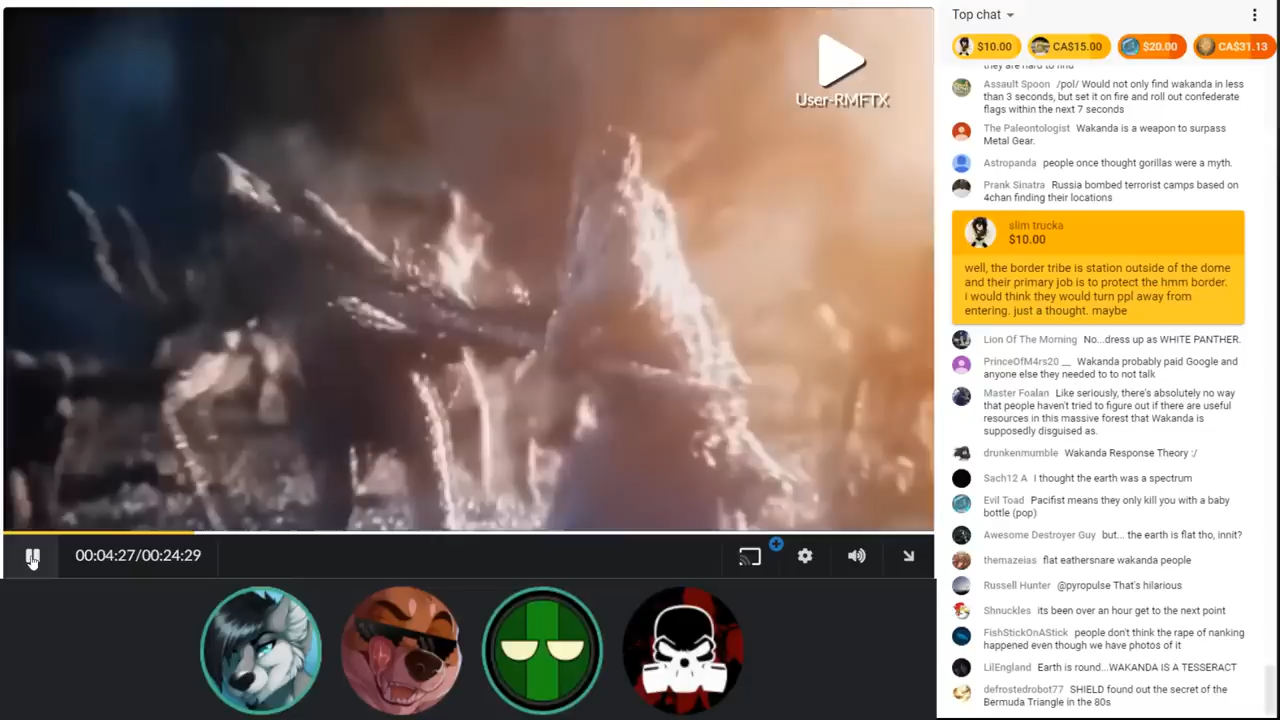 User-RMFTX
00:04:27/00:24:29
Top chat
$10.00
CA$15.00
$20.00
CA$31.13
they are hard to find
Assault Spoon /pol/ Would not only find wakanda in less
than 3 seconds, but set it on fire and roll out confederate
flags within the next 7 seconds
The Paleontologist Wakanda is a weapon to surpass
Metal Gear.
Astropanda people once thought gorillas were a myth.
Prank Sinatra Russia bombed terrorist camps based on
4chan finding their locations
slim trucka
$10.00
well, the border tribe is station outside of the dome
and their primary job is to protect the hmm border.
i would think they would turn ppl away from
entering. just a thought. maybe
Lion Of The Morning No...dress up as WHITE PANTHER.
PrinceOfM4rs20 __ Wakanda probably paid Google and
anyone else they needed to to not talk
Master Foalan Like seriously, there's absolutely no way
that people haven't tried to figure out if there are useful
resources in this massive forest that Wakanda is
supposedly disguised as.
drunkenmumble Wakanda Response Theory :/
Sach12 A I thought the earth was a spectrum
Evil Toad Pacifist means they only kill you with a baby
bottle (pop)
Awesome Destroyer Guy but... the earth is flat tho, innit?
themazeias flat eathersnare wakanda people
Russell Hunter @pyropulse That's hilarious
Shnuckles its been over an hour get to the next point
FishStickOnAStick people don't think the rape of nanking
happened even though we have photos of it
LilEngland Earth is round...WAKANDA IS A TESSERACT
defrostedrobot77 SHIELD found out the secret of the
Bermuda Triangle in the 80s